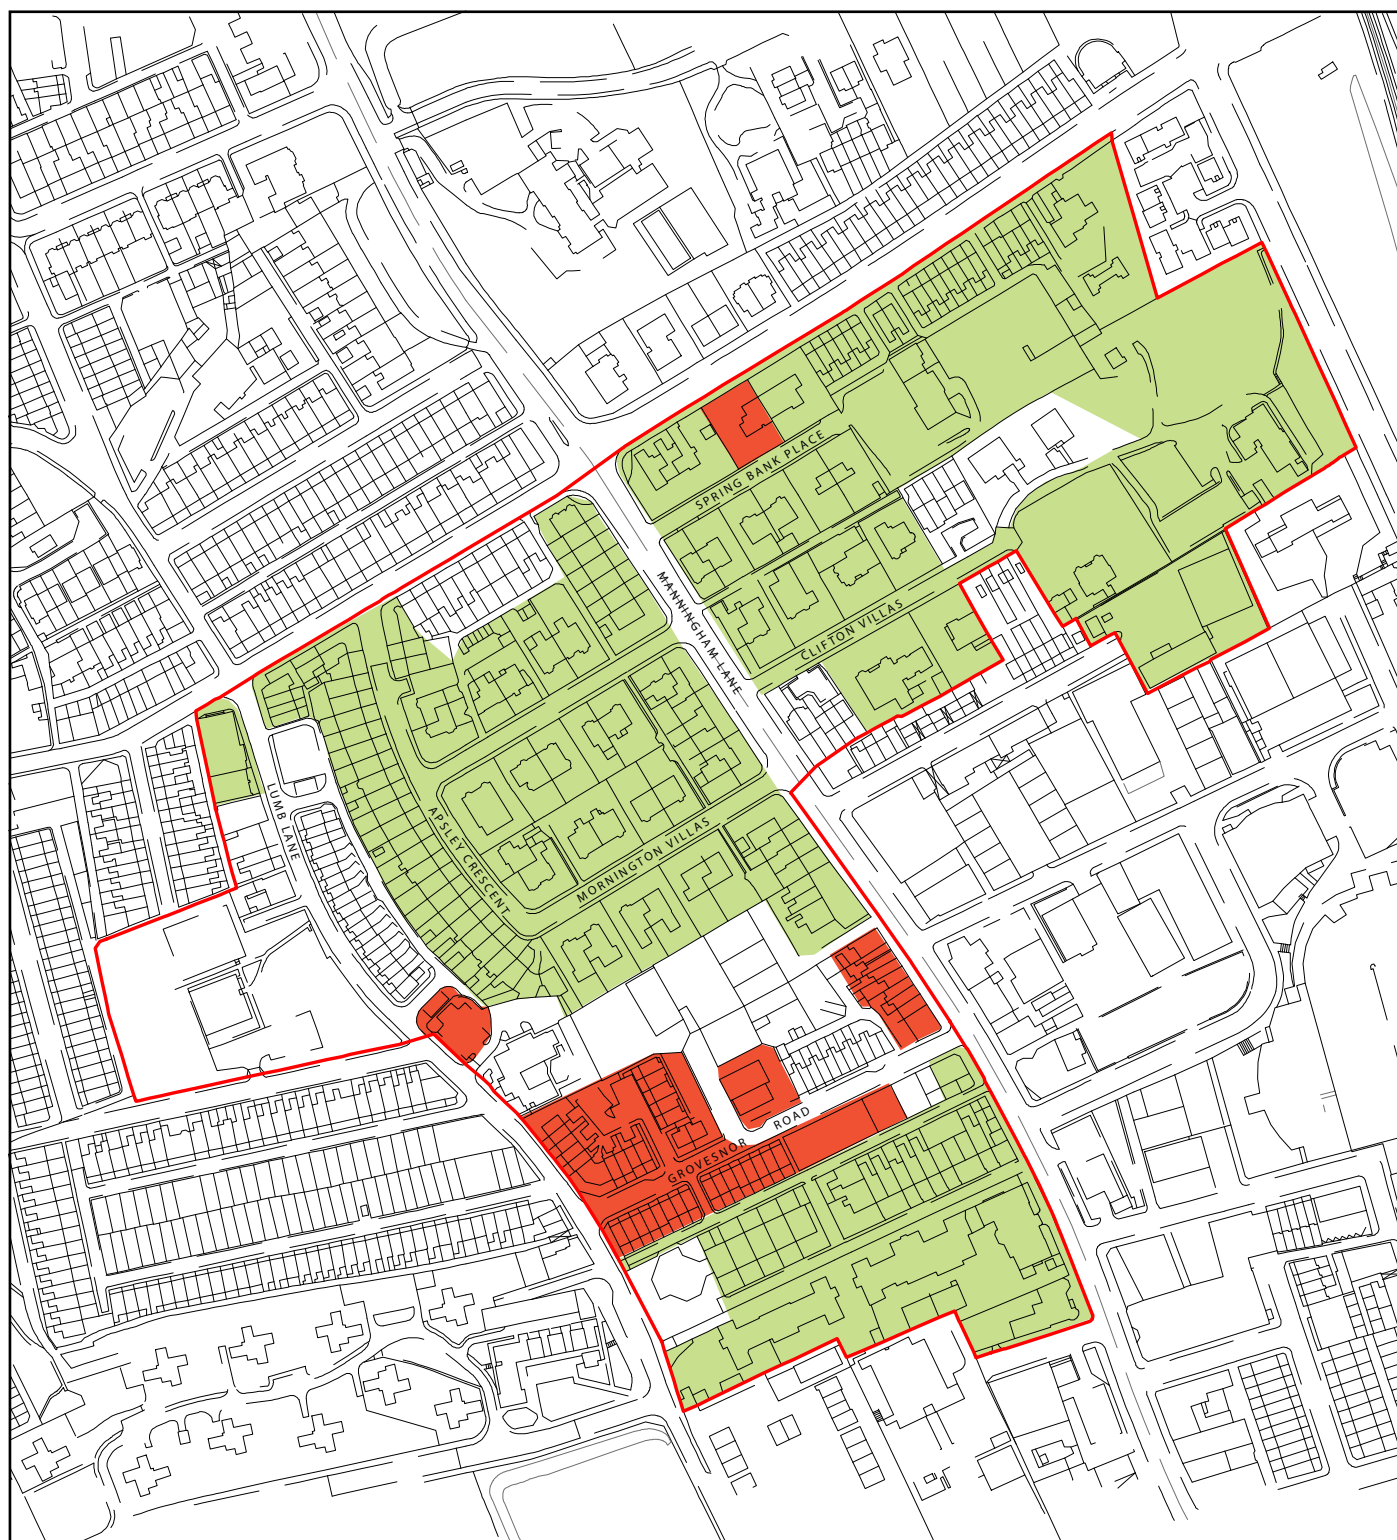 SPRING BANK PLACE
MANNINGHAM LANE
CLIFTON VILLAS
LUMB LANE
APSLEY CRESCENT
MORNINGTON VILLAS
GROVESNOR ROAD